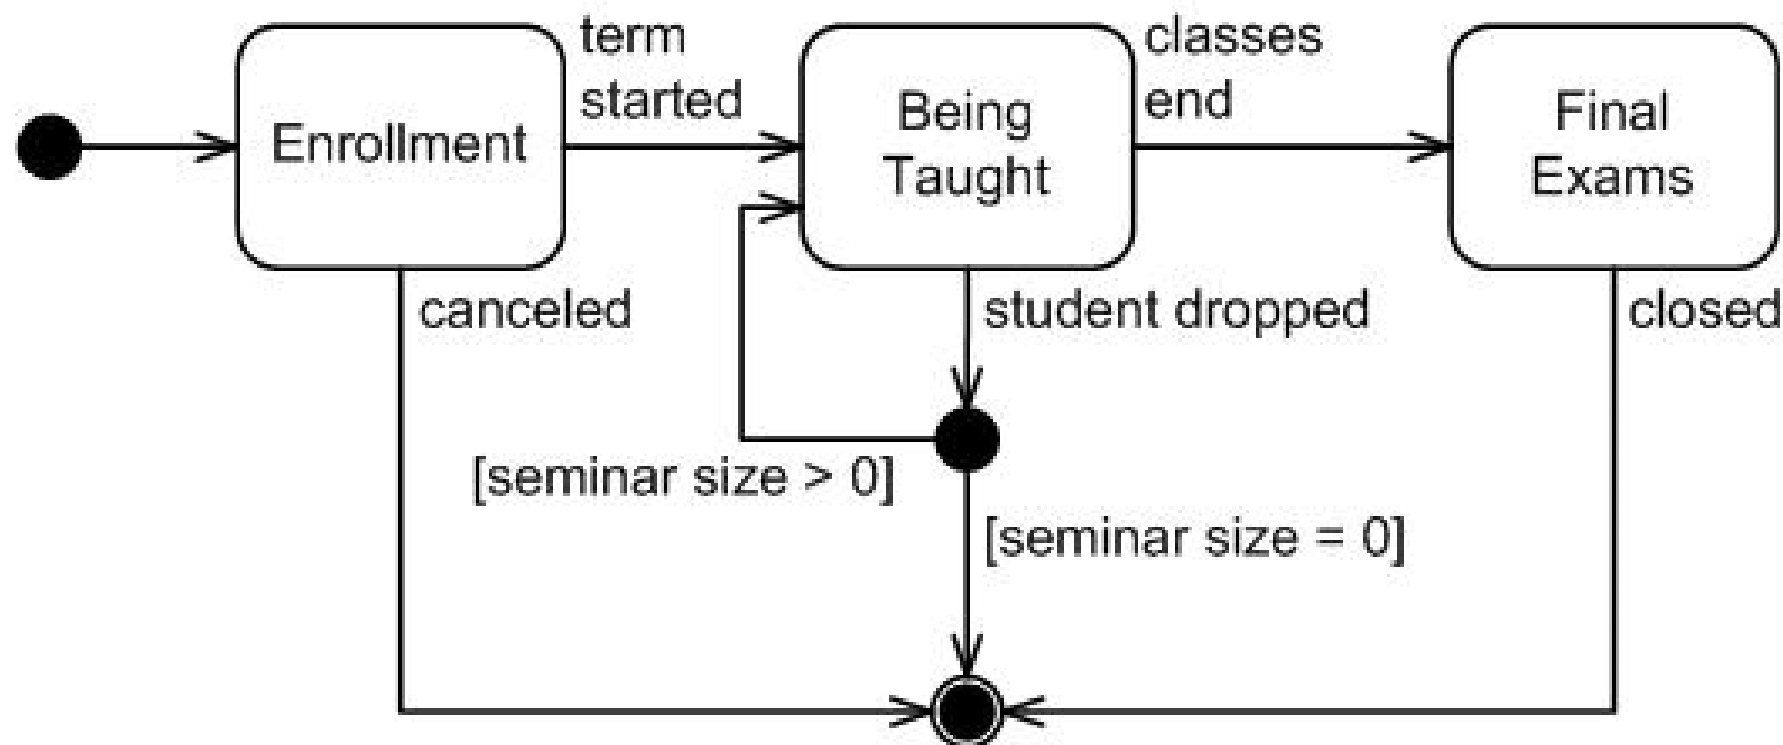 term
started
classes
end
Enrollment
Being
Taught
Final
Exams
canceled
student dropped
closed
[seminar size > 0]
[seminar size = 0]